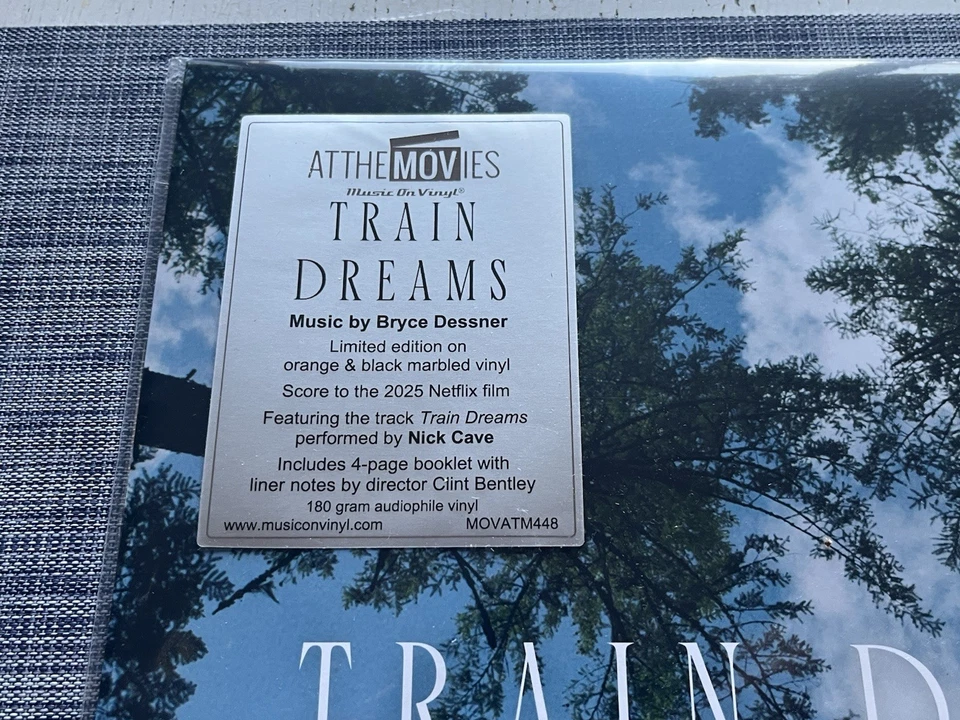 ATTHEMOVIES
Music On Vinyl®
TRAIN
DREAMS
Music by Bryce Dessner
Limited edition on
orange & black marbled vinyl
Score to the 2025 Netflix film
Featuring the track Train Dreams
performed by Nick Cave
Includes 4-page booklet with
liner notes by director Clint Bentley
180 gram audiophile vinyl
www.musiconvinyl.com MOVATM448
TRAIN D